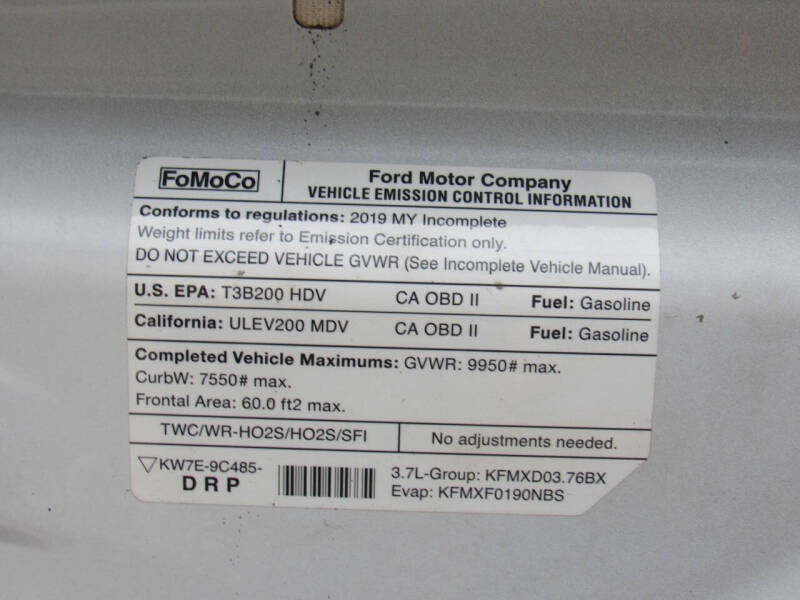 FoMoCo
Ford Motor Company
VEHICLE EMISSION CONTROL INFORMATION
Conforms to regulations: 2019 MY Incomplete
Weight limits refer to Emission Certification only.
DO NOT EXCEED VEHICLE GVWR (See Incomplete Vehicle Manual).
U.S. EPA: T3B200 HDV CA OBD II Fuel: Gasoline
California: ULEV200 MDV CA OBD II Fuel: Gasoline
Completed Vehicle Maximums: GVWR: 9950# max.
CurbW: 7550# max.
Frontal Area: 60.0 ft2 max.
TWC/WR-HO2S/HO2S/SFI No adjustments needed.
KW7E-9C485-
DRP
3.7L-Group: KFMXD03.76BX
Evap: KFMXF0190NBS